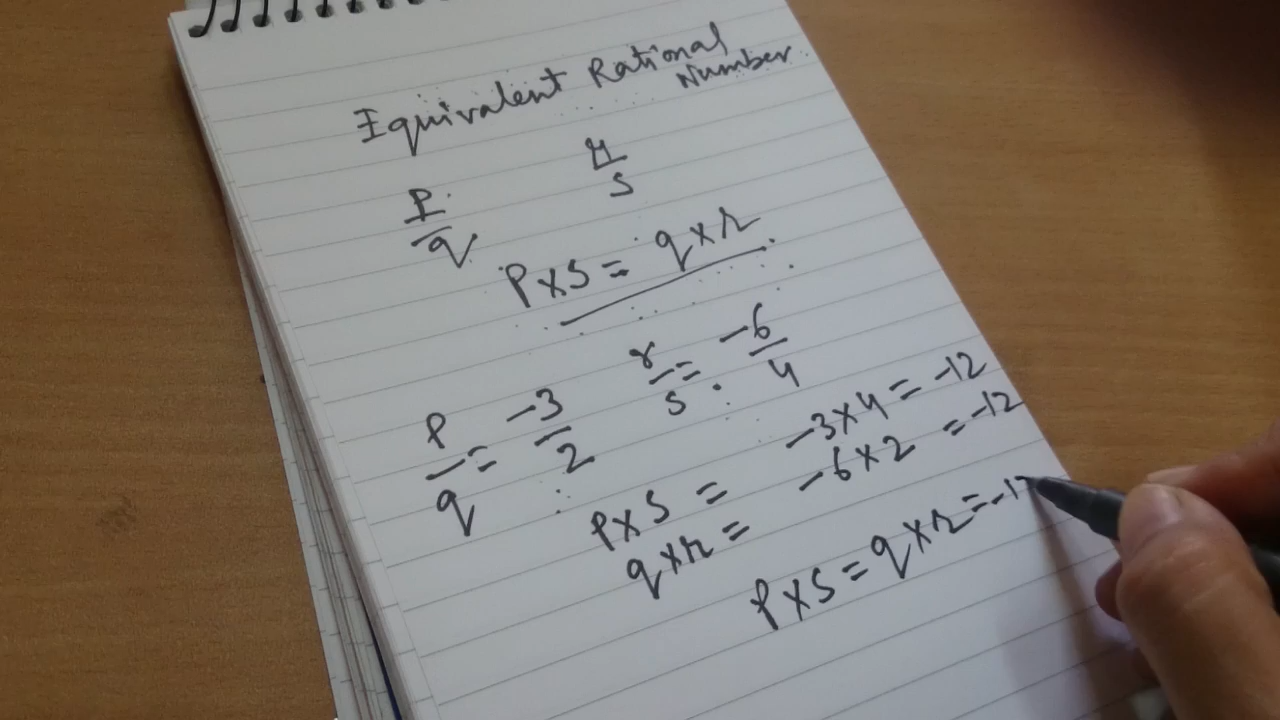 Equivalent Rational
Number
P/q r/s
P×S = q×r
P/q = -3/2 r/s = -6/4
P×S = -3×4 = -12
q×r = -6×2 = -12
P×S = q×r = -1